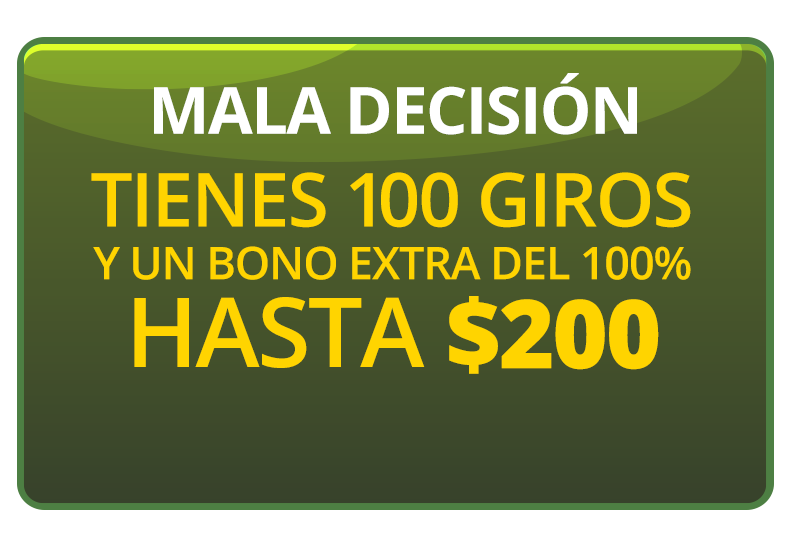 MALA DECISIÓN
TIENES 100 GIROS
Y UN BONO EXTRA DEL 100%
HASTA $200